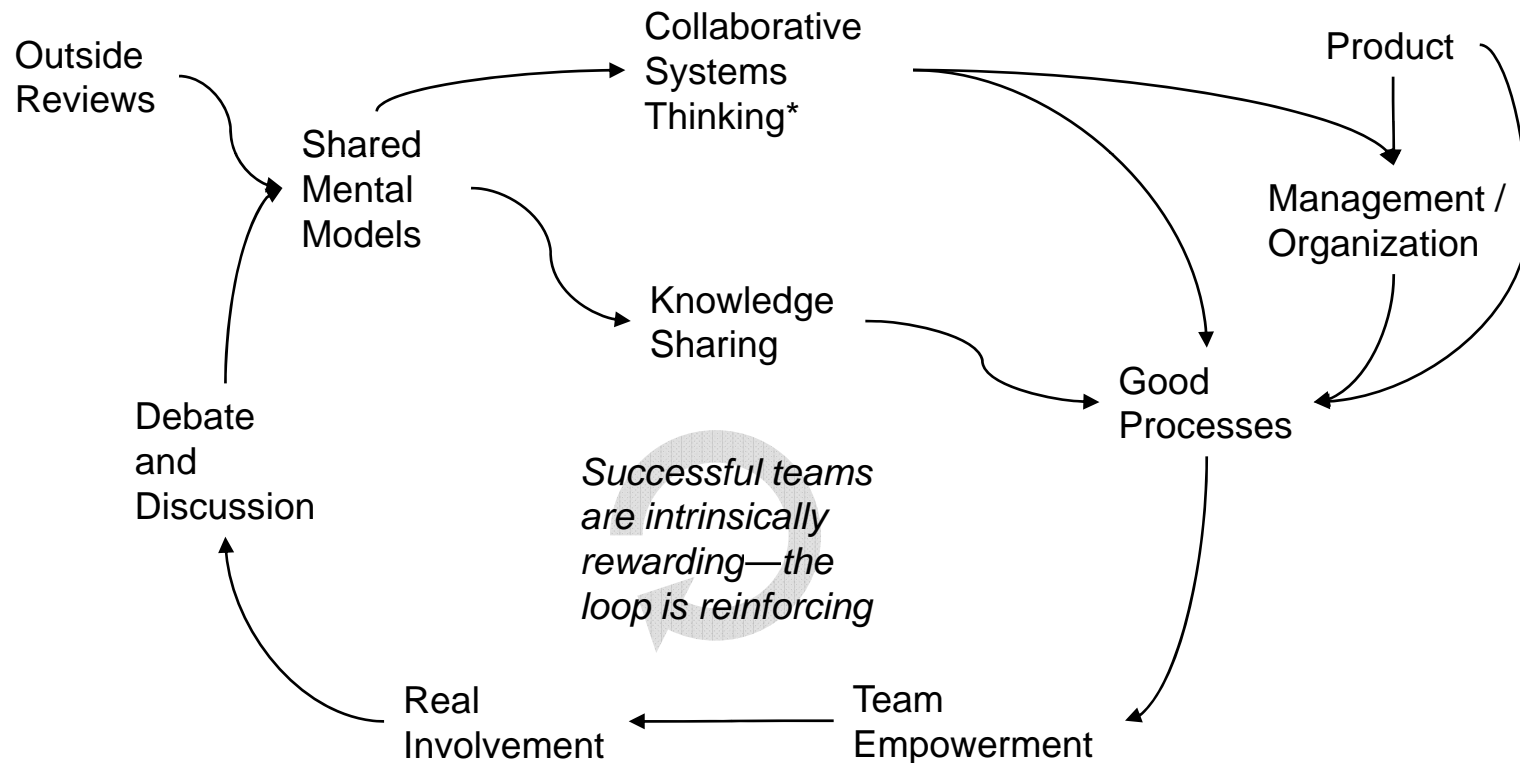 Outside
Reviews
Shared
Mental
Models
Collaborative
Systems
Thinking*
Product
Management /
Organization
Knowledge
Sharing
Good
Processes
Debate
and
Discussion
Successful teams
are intrinsically
rewarding—the
loop is reinforcing
Real
Involvement
Team
Empowerment